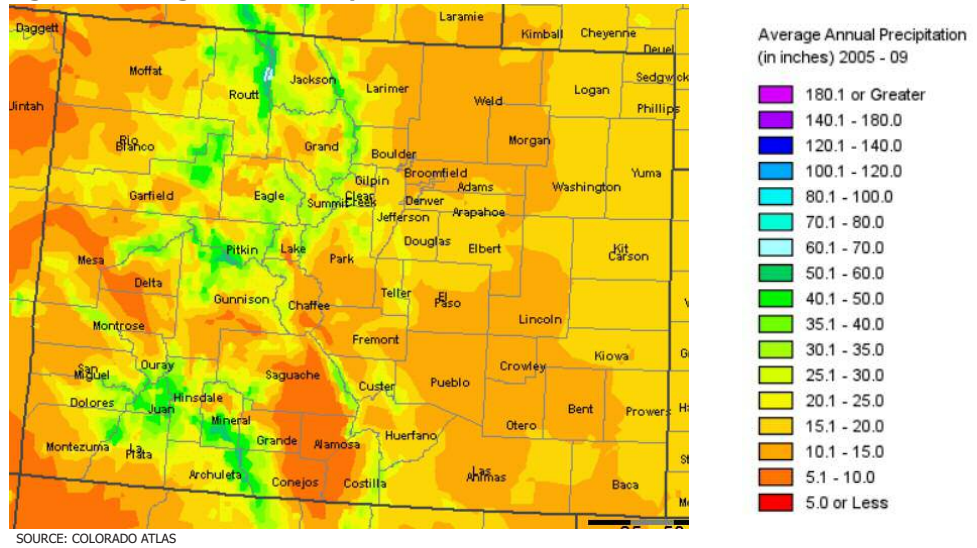 Laramie
Daggett
Kimball Cheyenne
Deuel
Moffat
Jackson
Sedgwick
Routt
Larimer
Logan
Uintah
Weld
Phillips
Rio
Blanco
Grand
Morgan
Boulder
Broomfield
Yuma
Gilpin
Adams
Washington
Garfield
Eagle
Clear
Summit Creek
Denver
Arapahoe
Jefferson
Pitkin
Lake
Douglas
Elbert
Kit
Carson
Mesa
Park
Delta
Teller
El
Paso
Gunnison
Chaffee
Lincoln
Montrose
Fremont
San
Miguel
Ouray
Saguache
Crowley
Kiowa
Dolores
Hinsdale
Custer
Pueblo
San
Juan
Mineral
Bent
Prowers
Otero
Montezuma
La
Plata
Grande
Alamosa
Huerfano
Archuleta
Conejos
Costilla
Las
Animas
Baca
SOURCE: COLORADO ATLAS
Average Annual Precipitation
(in inches) 2005 - 09
180.1 or Greater
140.1 - 180.0
120.1 - 140.0
100.1 - 120.0
80.1 - 100.0
70.1 - 80.0
60.1 - 70.0
50.1 - 60.0
40.1 - 50.0
35.1 - 40.0
30.1 - 35.0
25.1 - 30.0
20.1 - 25.0
15.1 - 20.0
10.1 - 15.0
5.1 - 10.0
5.0 or Less